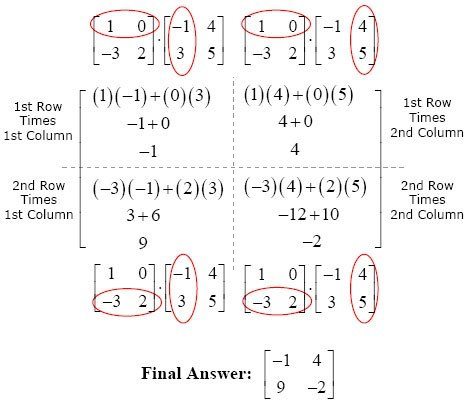 [1 0] . [-1 4] [1 0] . [-1 4]
[-3 2] [3 5] [-3 2] [3 5]
1st Row
Times
1st Column
(1)(-1)+(0)(3)
-1+0
-1
(1)(4)+(0)(5)
4+0
4
1st Row
Times
2nd Column
2nd Row
Times
1st Column
(-3)(-1)+(2)(3)
3+6
9
(-3)(4)+(2)(5)
-12+10
-2
2nd Row
Times
2nd Column
[1 0] . [-1 4] [1 0] . [-1 4]
[-3 2] [3 5] [-3 2] [3 5]
Final Answer: [-1 4]
[9 -2]